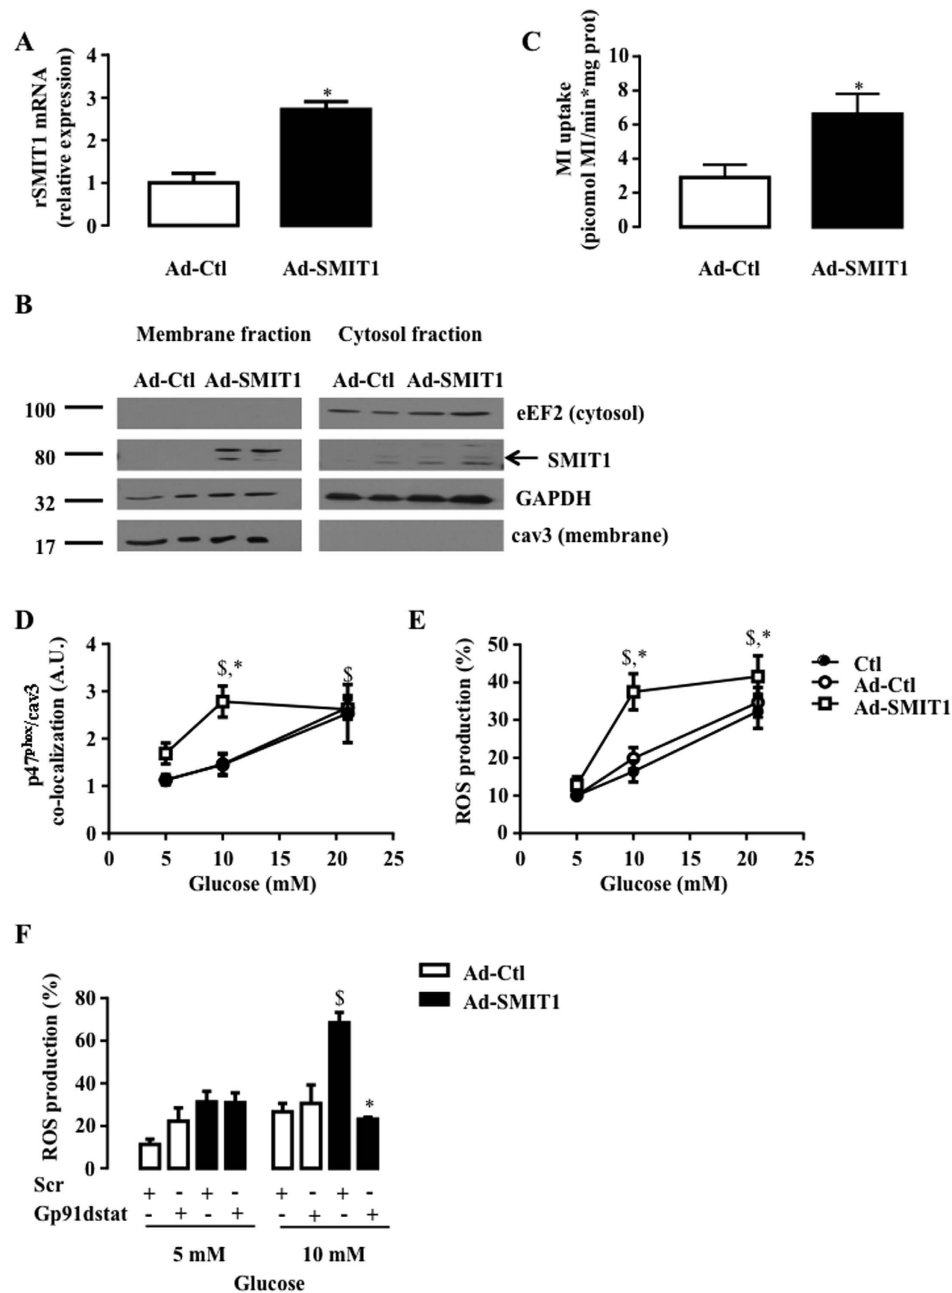 A
rSMIT1 mRNA
(relative expression)
4
3
2
1
0
*
Ad-Ctl
Ad-SMIT1
C
MI uptake
(picomol MI/min*mg prot)
10
8
6
4
2
0
*
Ad-Ctl
Ad-SMIT1
B
Membrane fraction
Cytosol fraction
Ad-Ctl
Ad-SMIT1
Ad-Ctl
Ad-SMIT1
100
eEF2 (cytosol)
80
SMIT1
32
GAPDH
17
cav3 (membrane)
D
p47phox/cav3
co-localization (A.U.)
4
3
2
1
0
$,*
$
0
5
10
15
20
25
Glucose (mM)
E
ROS production (%)
50
40
30
20
10
0
$,*
$,*
0
5
10
15
20
25
Glucose (mM)
Ctl
Ad-Ctl
Ad-SMIT1
F
ROS production (%)
80
60
40
20
0
$
*
Ad-Ctl
Ad-SMIT1
Scr + - + - + - + -
Gp91dstat - + - + - + - +
5 mM
10 mM
Glucose